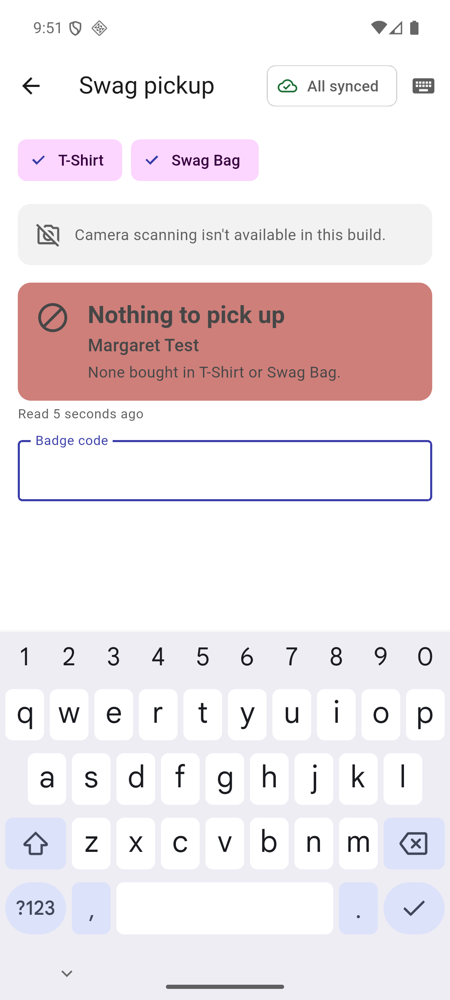 9:51
Swag pickup
All synced
T-Shirt
Swag Bag
Camera scanning isn't available in this build.
Nothing to pick up
Margaret Test
None bought in T-Shirt or Swag Bag.
Read 5 seconds ago
Badge code
1 2 3 4 5 6 7 8 9 0
q w e r t y u i o p
a s d f g h j k l
z x c v b n m
?123 , .